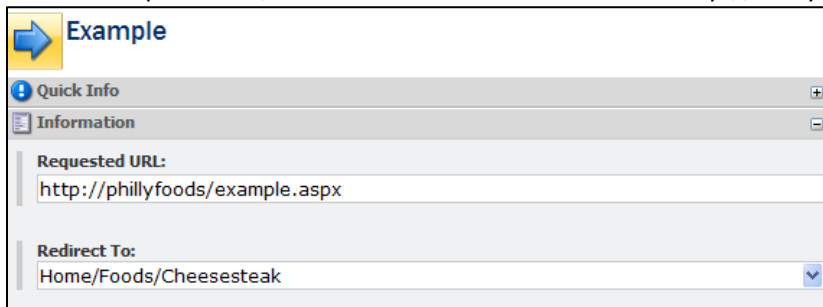 Example
Quick Info
Information
Requested URL:
http://phillyfoods/example.aspx
Redirect To:
Home/Foods/Cheesesteak